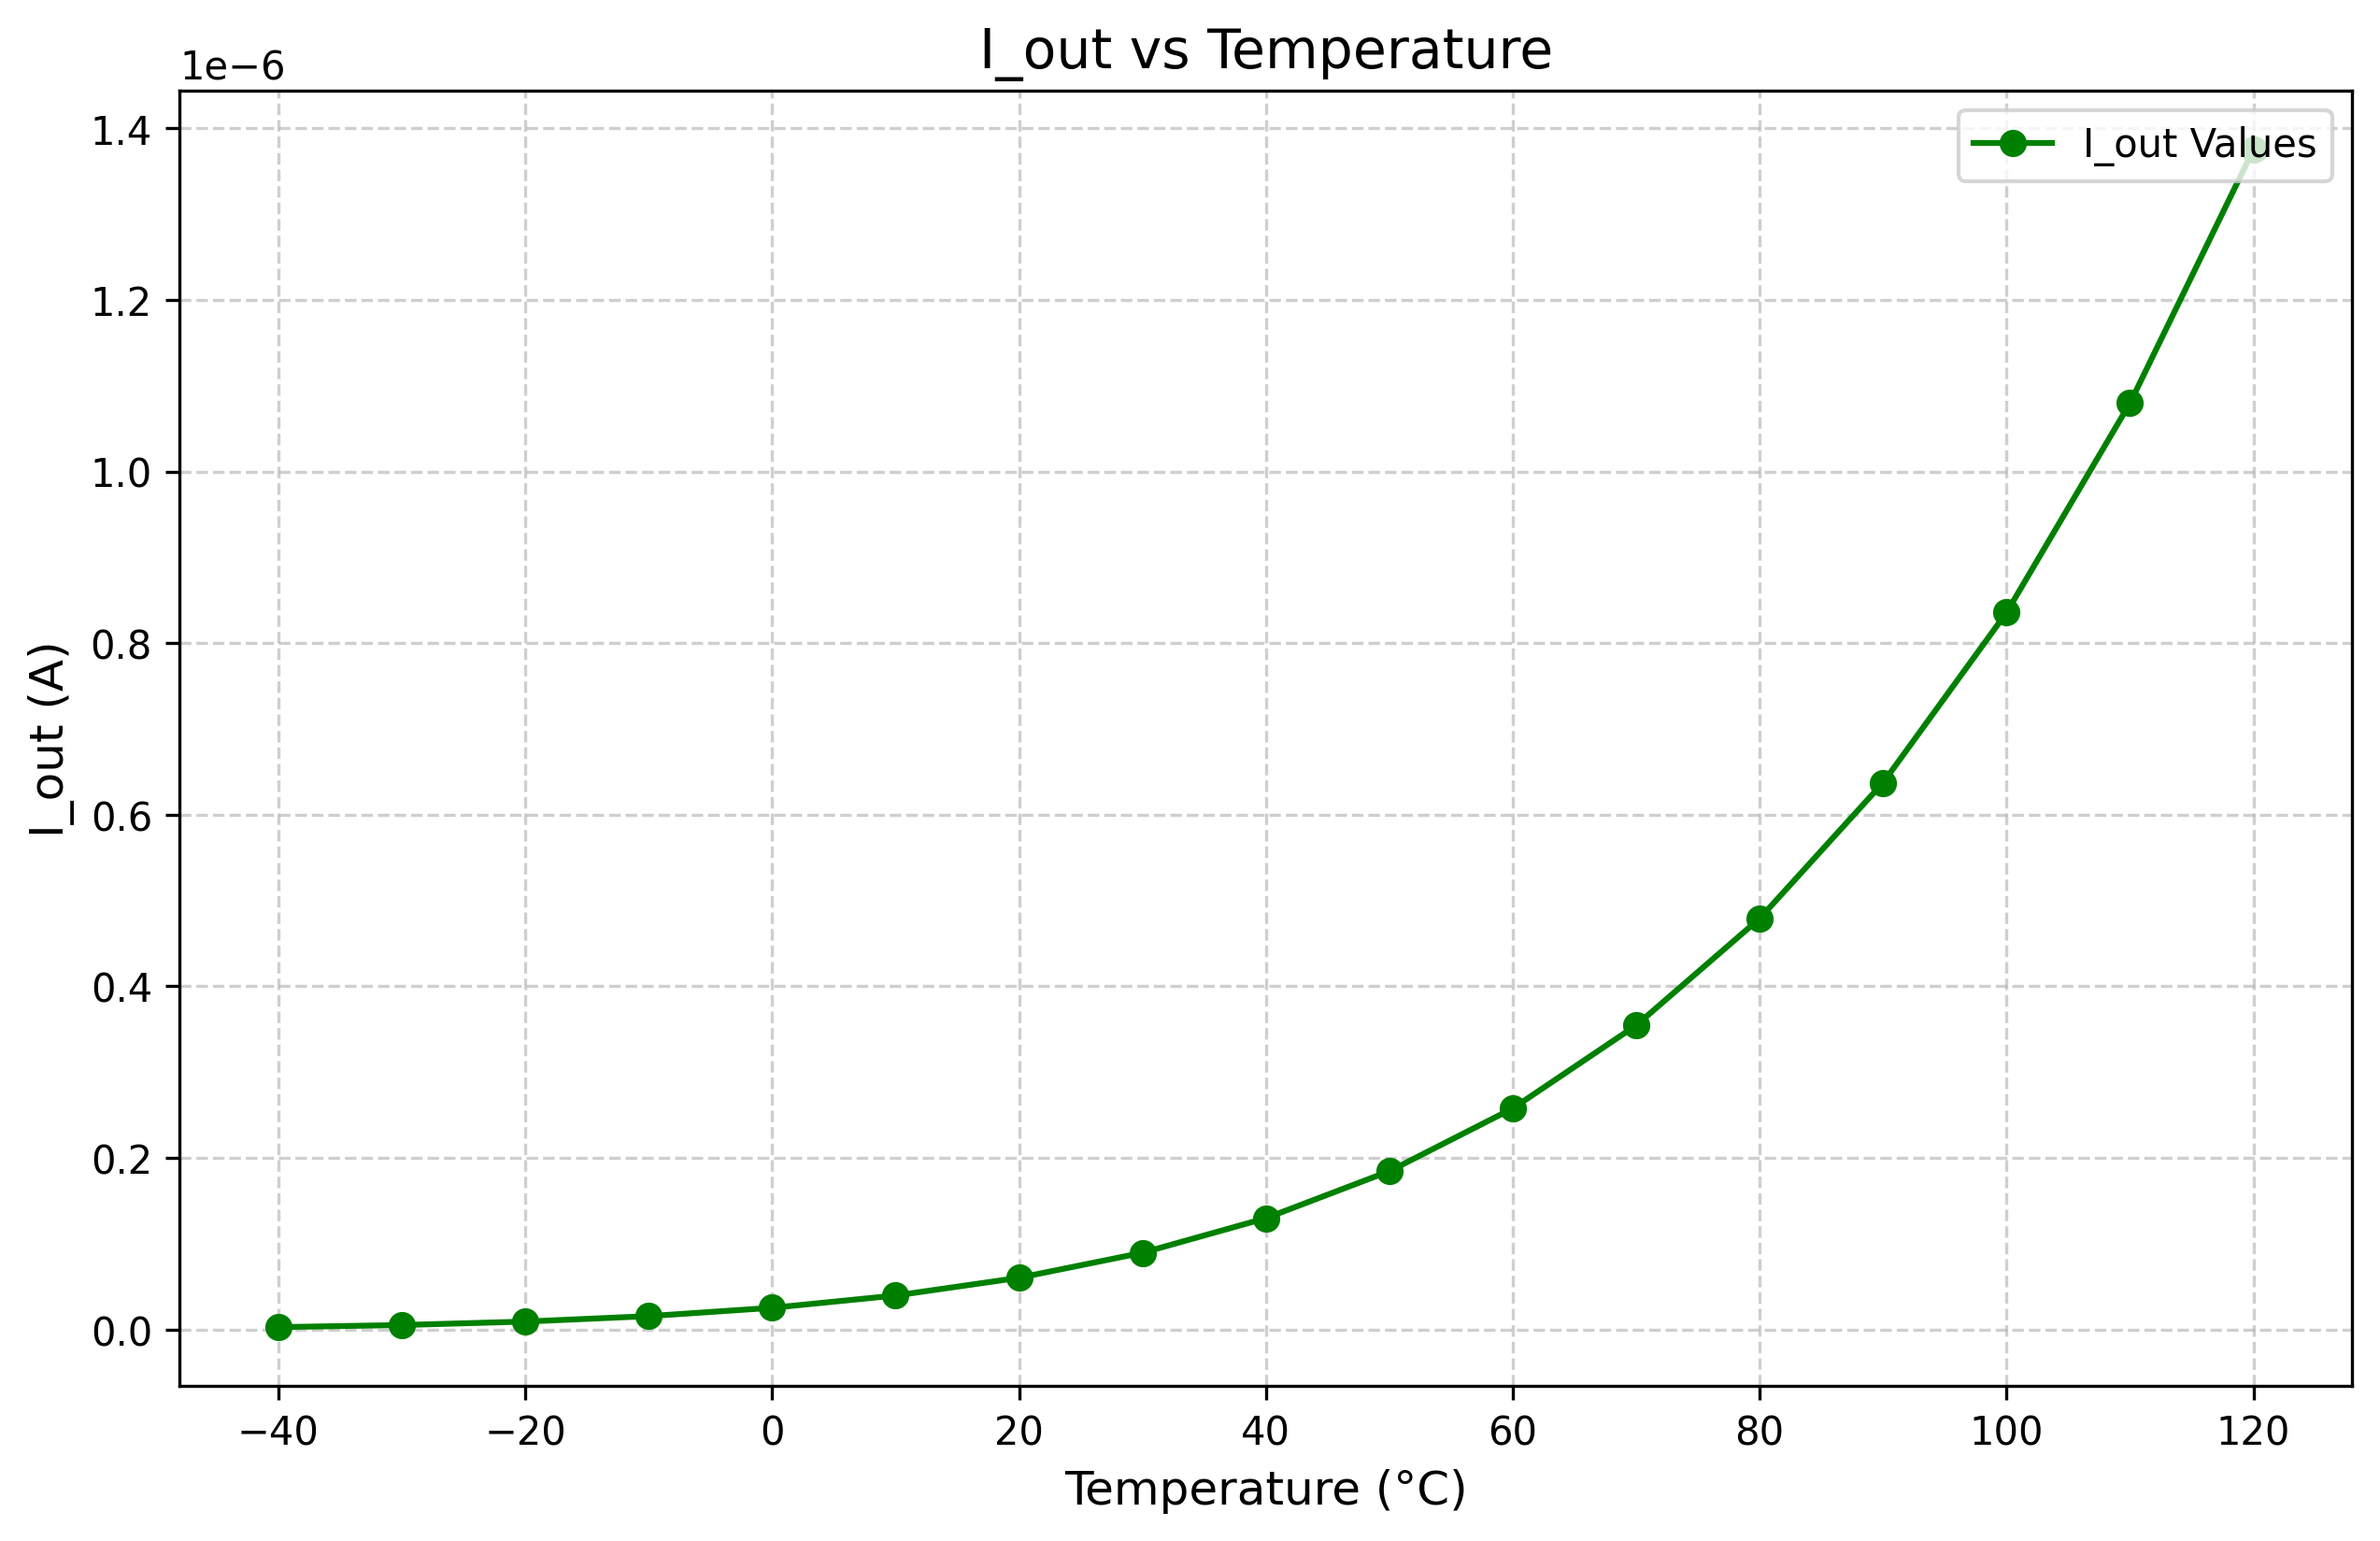 I_out vs Temperature
1e−6
I_out Values
1.4
1.2
1.0
0.8
0.6
0.4
0.2
0.0
I_out (A)
−40 −20 0 20 40 60 80 100 120
Temperature (°C)